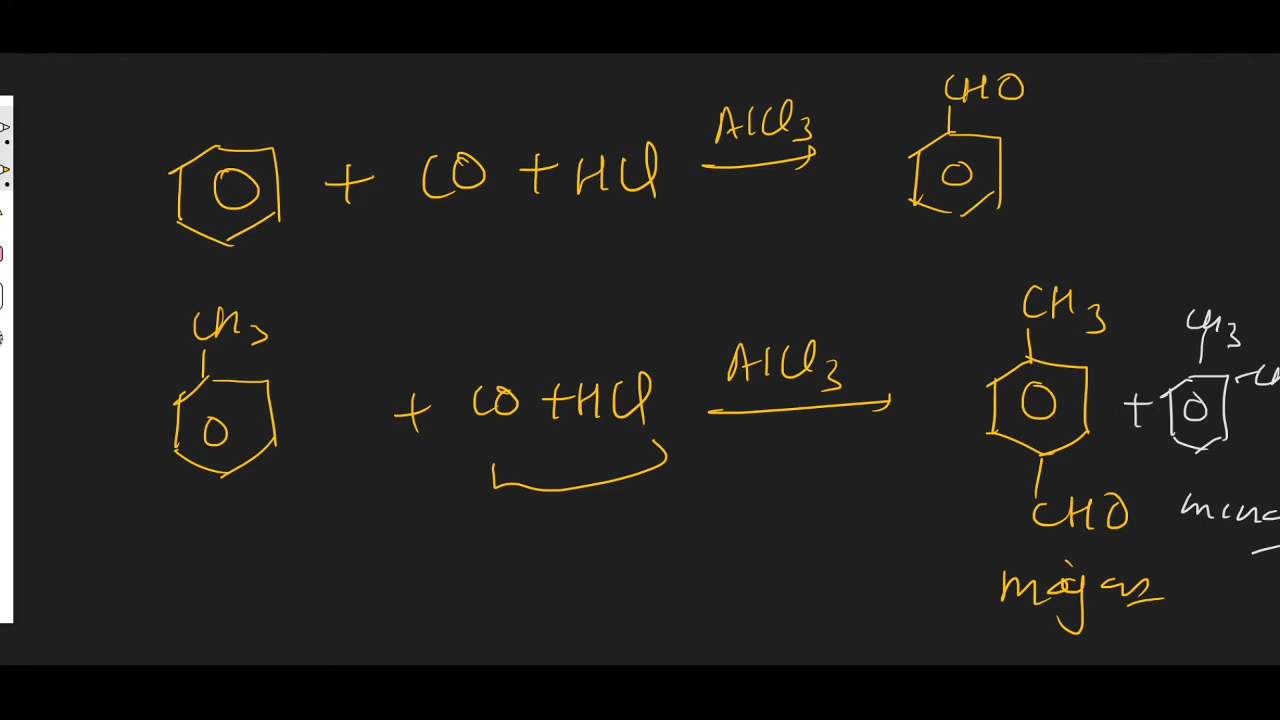 CHO
+ CO + HCl AlCl3
CH3
+ CO + HCl AlCl3
CH3
CHO
+
CH3
major